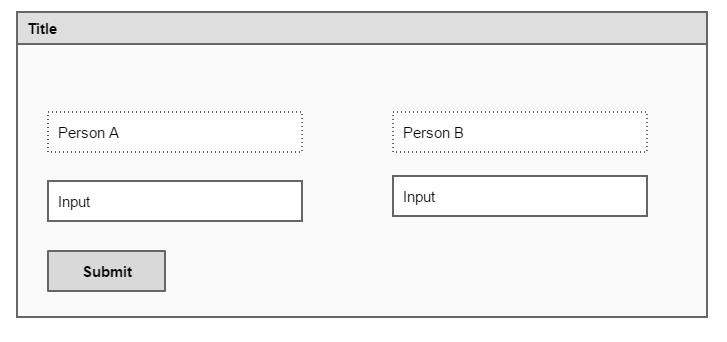 Title
Person A
Person B
Input
Input
Submit